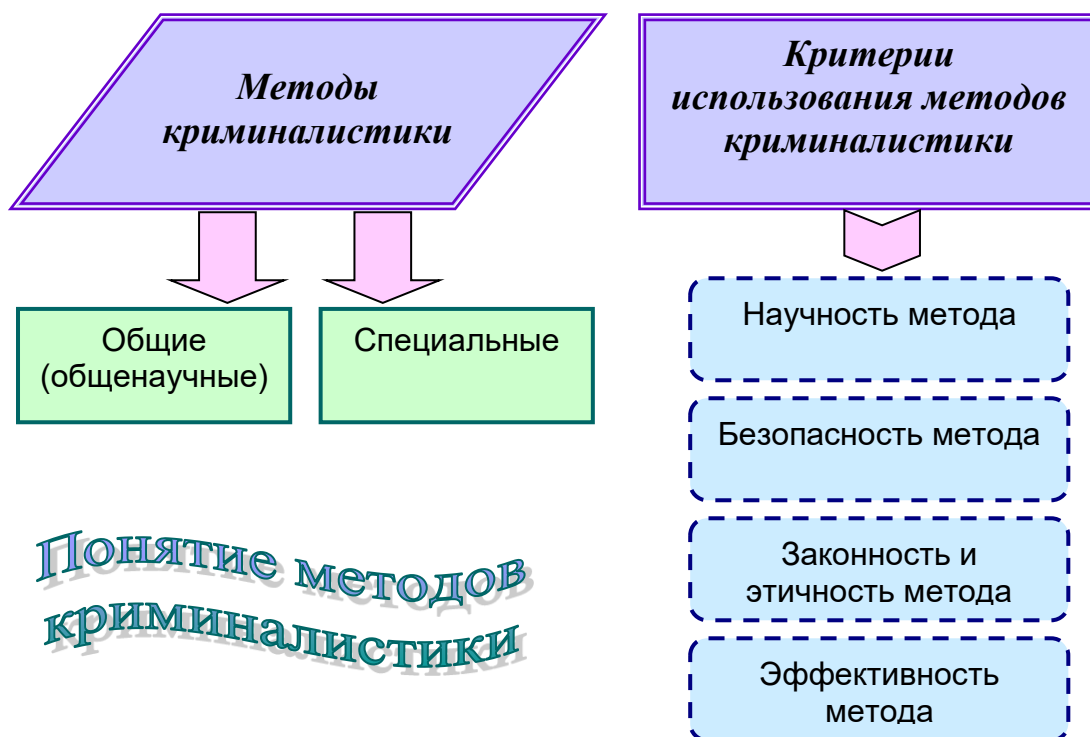 Методы
криминалистики
Критерии
использования методов
криминалистики
Общие
(общенаучные)
Специальные
Научность метода
Безопасность метода
Законность и
этичность метода
Эффективность
метода
Понятие методов
криминалистики